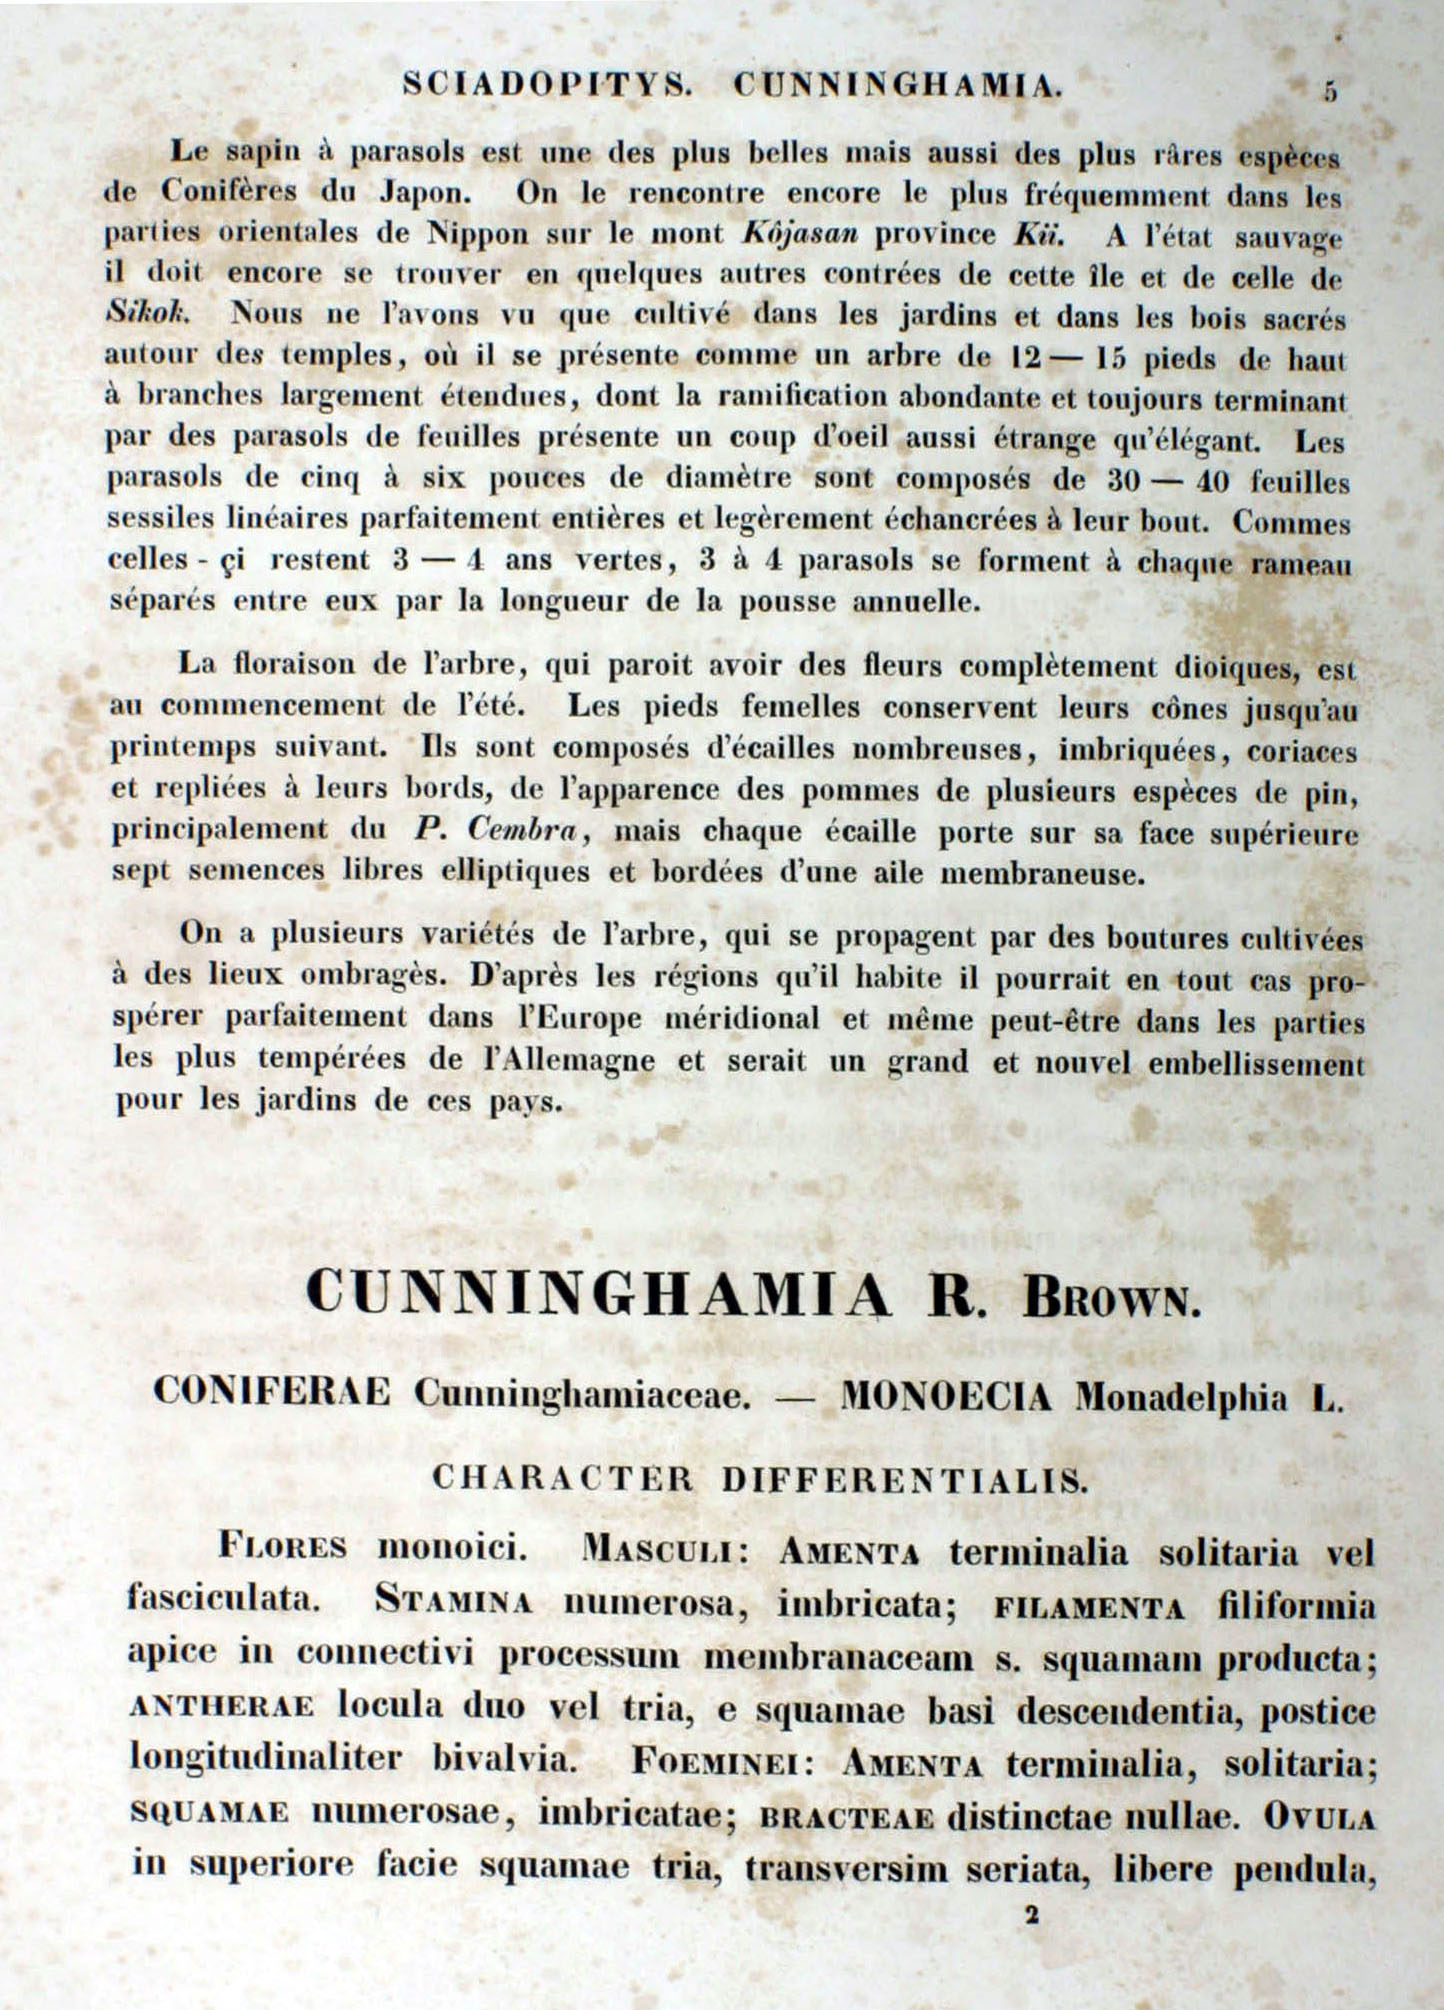 SCIADOPITYS. CUNNINGHAMIA. 5
Le sapin à parasols est une des plus belles mais aussi des plus râres espèces
de Conifères du Japon. On le rencontre encore le plus fréquemment dans les
parties orientales de Nippon sur le mont Kôjasan province Kii. A l'état sauvage
il doit encore se trouver en quelques autres contrées de cette île et de celle de
Sikok. Nous ne l'avons vu que cultivé dans les jardins et dans les bois sacrés
autour des temples, où il se présente comme un arbre de 12 — 15 pieds de haut
à branches largement étendues, dont la ramification abondante et toujours terminant
par des parasols de feuilles présente un coup d'oeil aussi étrange qu'élégant. Les
parasols de cinq à six pouces de diamètre sont composés de 30 — 40 feuilles
sessiles linéaires parfaitement entières et legèrement échancrées à leur bout. Commes
celles - çi restent 3 — 4 ans vertes, 3 à 4 parasols se forment à chaque rameau
séparés entre eux par la longueur de la pousse annuelle.
La floraison de l'arbre, qui paroit avoir des fleurs complètement dioiques, est
au commencement de l'été. Les pieds femelles conservent leurs cônes jusqu'au
printemps suivant. Ils sont composés d'écailles nombreuses, imbriquées, coriaces
et repliées à leurs bords, de l'apparence des pommes de plusieurs espèces de pin,
principalement du P. Cembra, mais chaque écaille porte sur sa face supérieure
sept semences libres elliptiques et bordées d'une aile membraneuse.
On a plusieurs variétés de l'arbre, qui se propagent par des boutures cultivées
à des lieux ombragès. D'après les régions qu'il habite il pourrait en tout cas pro-
spérer parfaitement dans l'Europe méridional et même peut-être dans les parties
les plus tempérées de l'Allemagne et serait un grand et nouvel embellissement
pour les jardins de ces pays.
CUNNINGHAMIA R. BROWN.
CONIFERAE Cunninghamiaceae. — MONOECIA Monadelphia L.
CHARACTER DIFFERENTIALIS.
FLORES monoici. MASCULI: AMENTA terminalia solitaria vel
fasciculata. STAMINA numerosa, imbricata; FILAMENTA filiformia
apice in connectivi processum membranaceam s. squamam producta;
ANTHERAE locula duo vel tria, e squamae basi descendentia, postice
longitudinaliter bivalvia. FOEMINEI: AMENTA terminalia, solitaria;
SQUAMAE numerosae, imbricatae; BRACTEAE distinctae nullae. OVULA
in superiore facie squamae tria, transversim seriata, libere pendula,
2